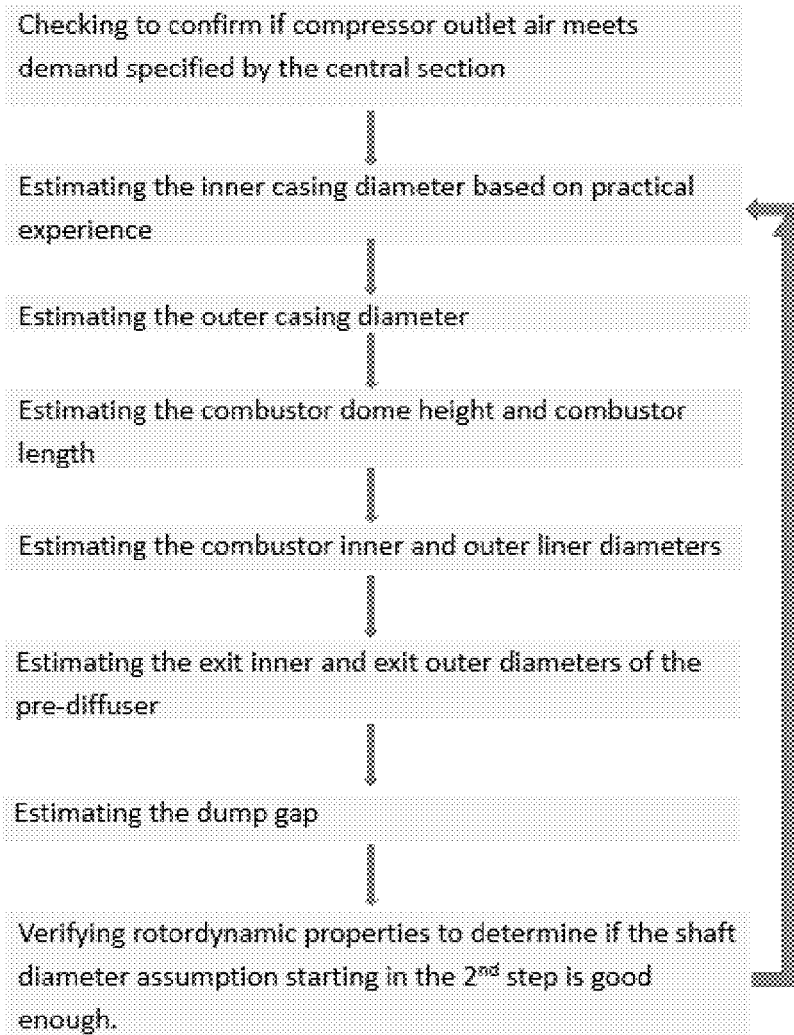 Checking to confirm if compressor outlet air meets
demand specified by the central section
Estimating the inner casing diameter based on practical
experience
Estimating the outer casing diameter
Estimating the combustor dome height and combustor
length
Estimating the combustor inner and outer liner diameters
Estimating the exit inner and exit outer diameters of the
pre-diffuser
Estimating the dump gap
Verifying rotordynamic properties to determine if the shaft
diameter assumption starting in the 2nd step is good
enough.